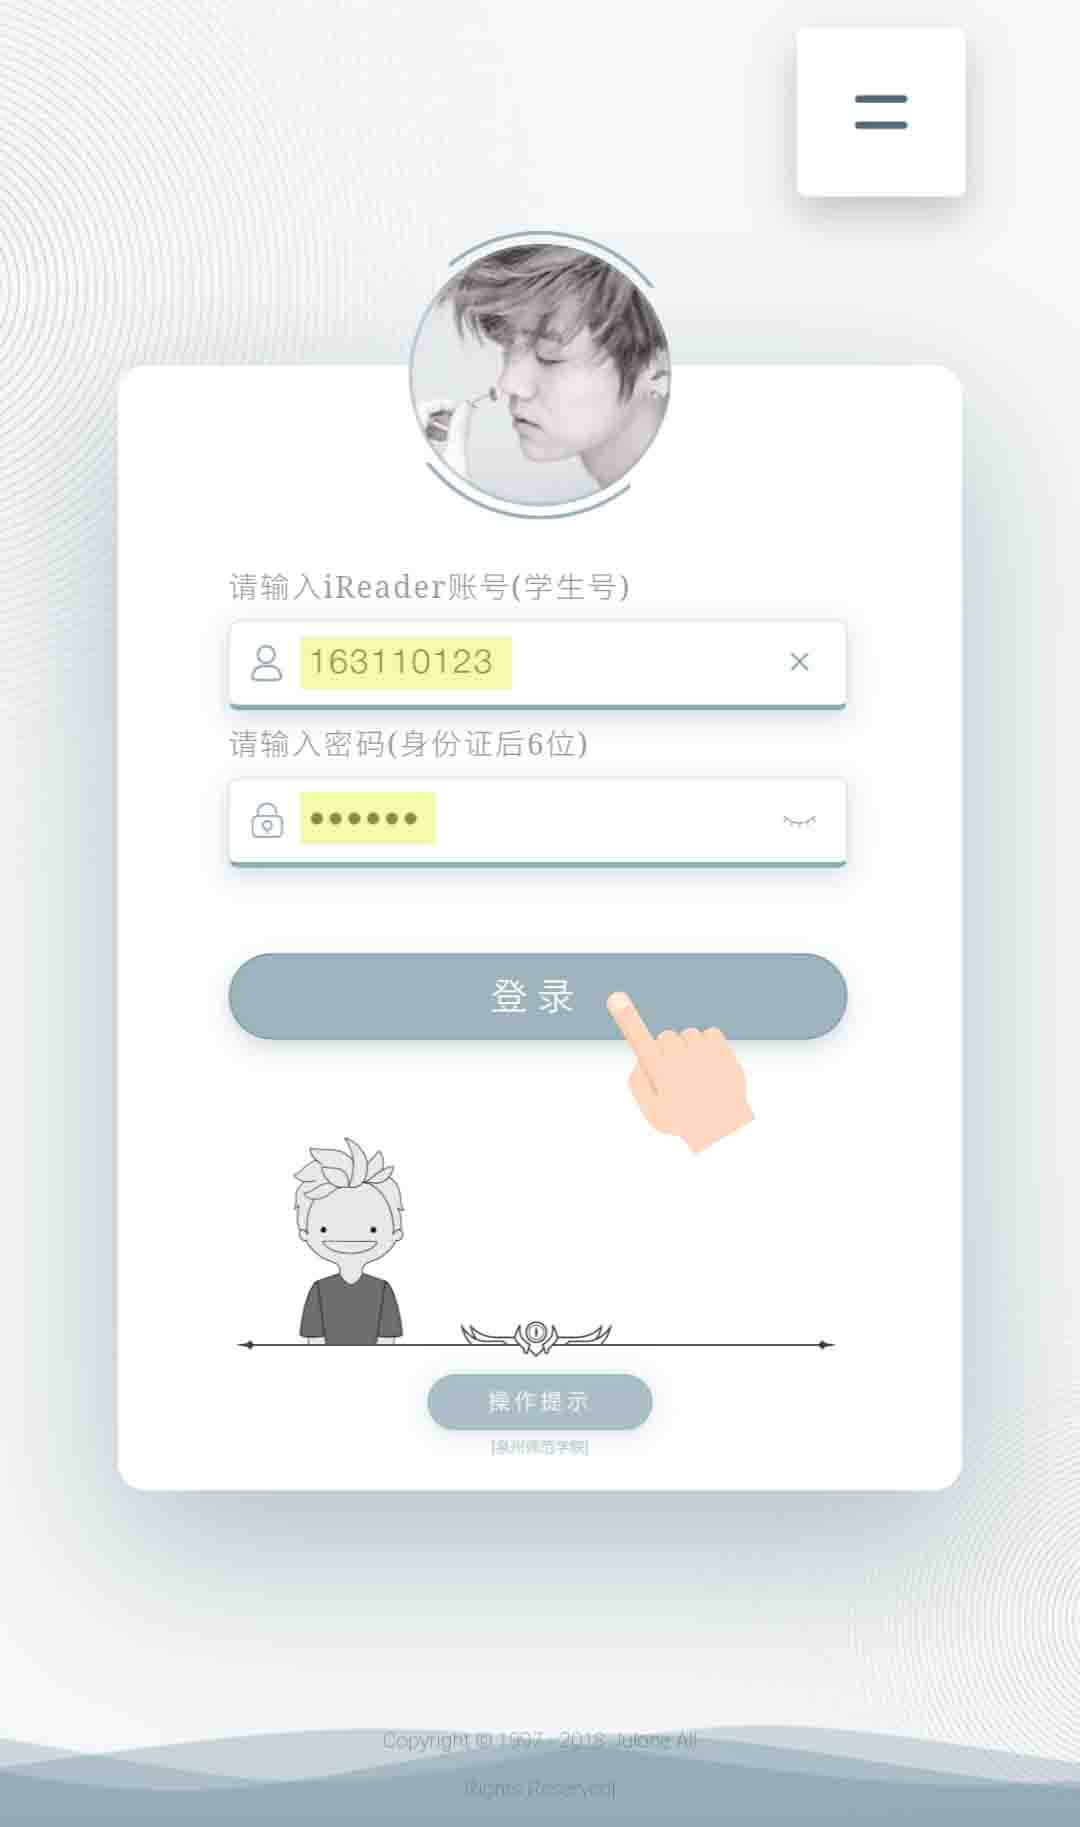 请输入iReader账号(学生号)
163110123
请输入密码(身份证后6位)
●●●●●●
登录
操作提示
[泉州师范学院]
Copyright © 1997 - 2018 Julone All
Rights Reserved|